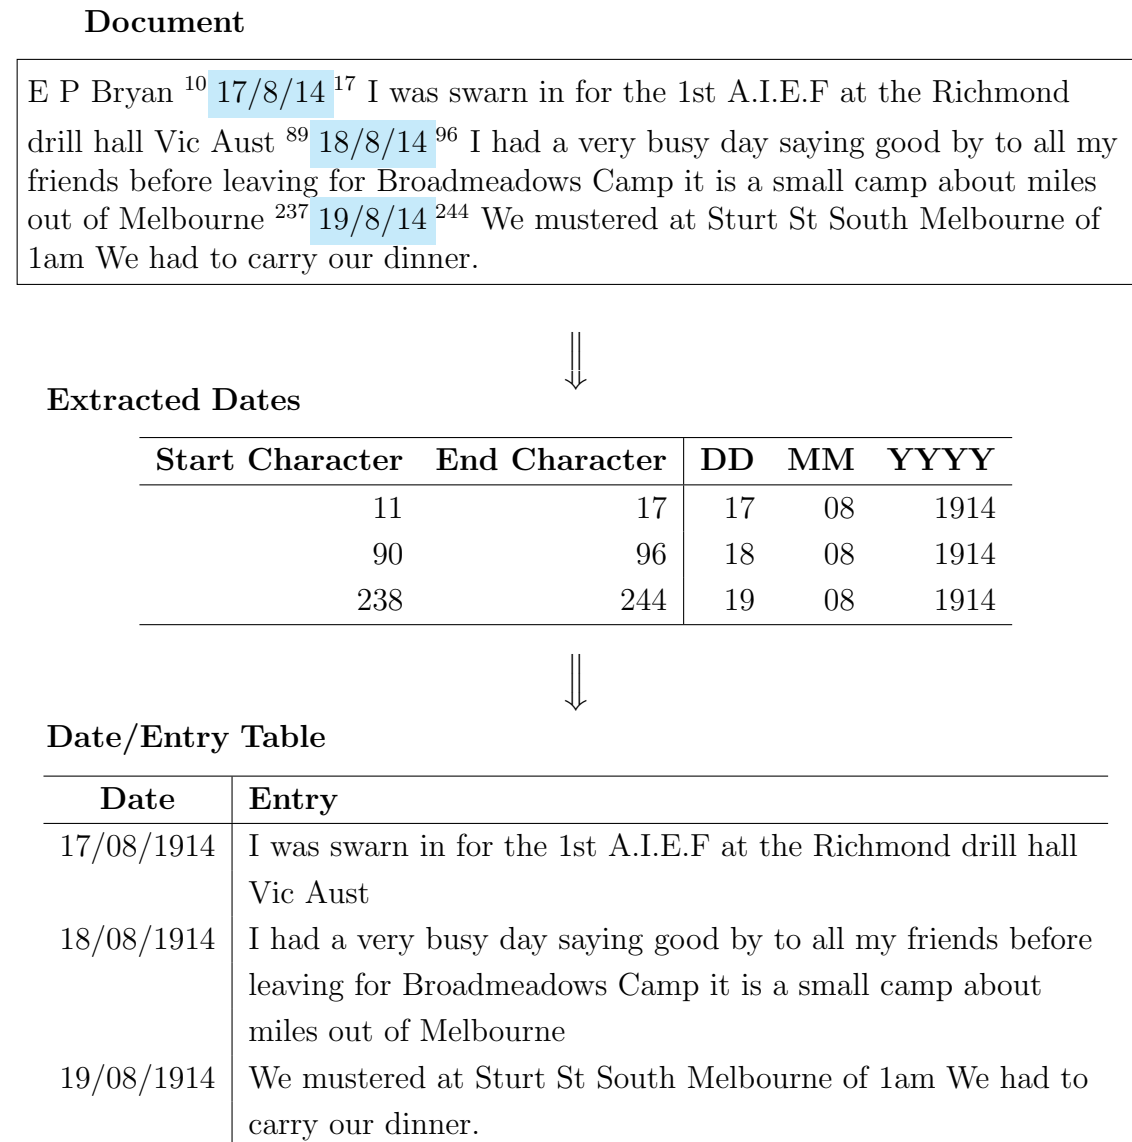 Document
E P Bryan ¹⁰ 17/8/14 ¹⁷ I was swarn in for the 1st A.I.E.F at the Richmond
drill hall Vic Aust ⁸⁹ 18/8/14 ⁹⁶ I had a very busy day saying good by to all my
friends before leaving for Broadmeadows Camp it is a small camp about miles
out of Melbourne ²³⁷ 19/8/14 ²⁴⁴ We mustered at Sturt St South Melbourne of
1am We had to carry our dinner.
⇓
Extracted Dates
Start Character End Character DD MM YYYY
11 17 17 08 1914
90 96 18 08 1914
238 244 19 08 1914
⇓
Date/Entry Table
Date Entry
17/08/1914 I was swarn in for the 1st A.I.E.F at the Richmond drill hall
Vic Aust
18/08/1914 I had a very busy day saying good by to all my friends before
leaving for Broadmeadows Camp it is a small camp about
miles out of Melbourne
19/08/1914 We mustered at Sturt St South Melbourne of 1am We had to
carry our dinner.